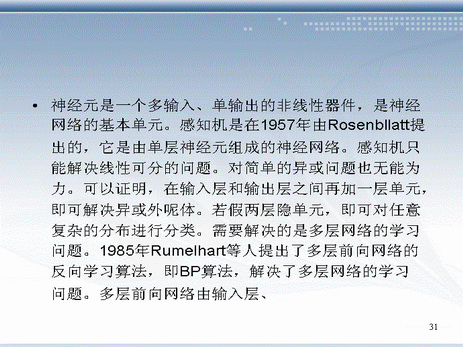 • 神经元是一个多输入、单输出的非线性器件，是神经
网络的基本单元。感知机是在1957年由Rosenbllatt提
出的，它是由单层神经元组成的神经网络。感知机只
能解决线性可分的问题。对简单的异或问题也无能为
力。可以证明，在输入层和输出层之间再加一层单元，
即可解决异或外呢体。若假两层隐单元，即可对任意
复杂的分布进行分类。需要解决的是多层网络的学习
问题。1985年Rumelhart等人提出了多层前向网络的
反向学习算法，即BP算法，解决了多层网络的学习
问题。多层前向网络由输入层、
31